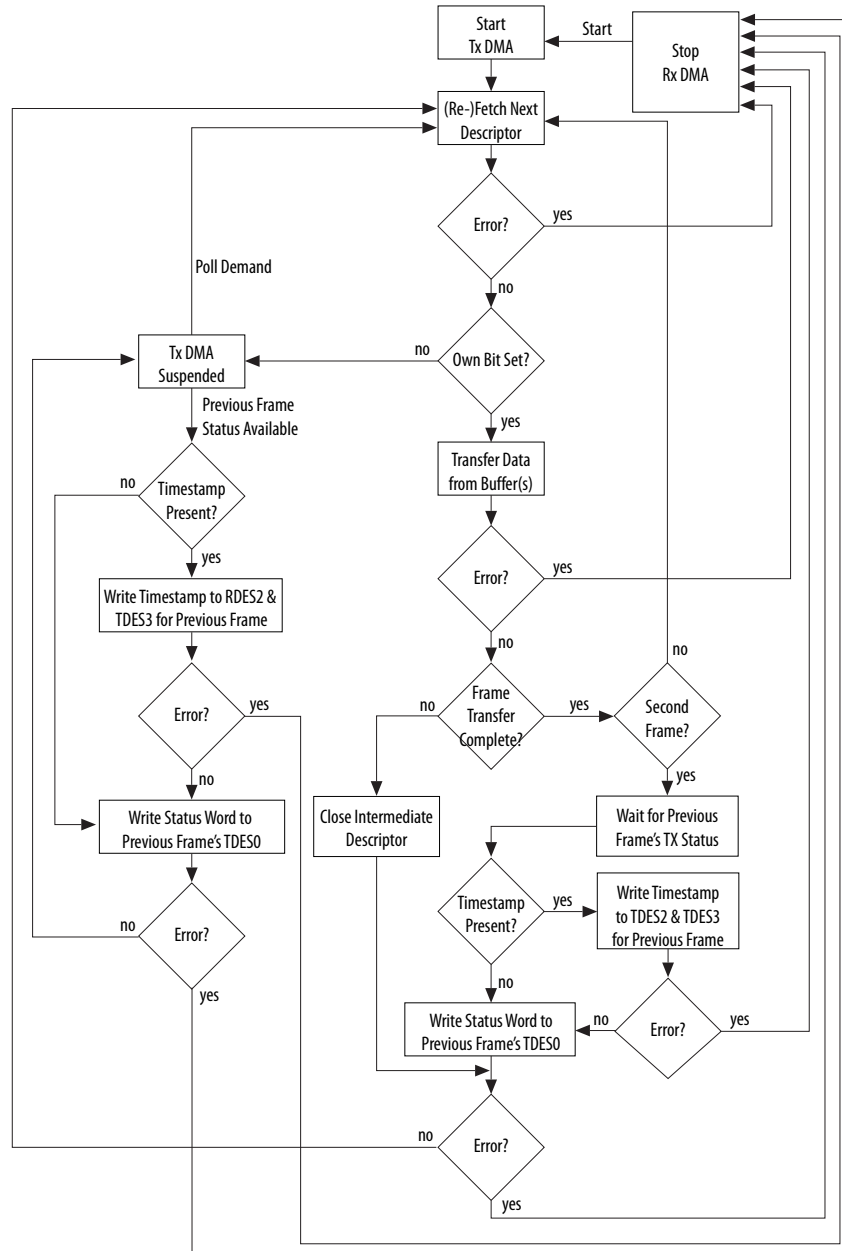 Start
Tx DMA
Start
Stop
Rx DMA
(Re-)Fetch Next
Descriptor
Error?
yes
no
Poll Demand
Tx DMA
Suspended
no
Own Bit Set?
yes
Previous Frame
Status Available
Transfer Data
from Buffer(s)
no
Timestamp
Present?
yes
Error?
yes
no
Write Timestamp to RDES2 &
TDES3 for Previous Frame
no
Frame
Transfer
Complete?
yes
no
Second
Frame?
yes
Error?
yes
no
Write Status Word to
Previous Frame's TDES0
Close Intermediate
Descriptor
Wait for Previous
Frame's TX Status
Timestamp
Present?
yes
no
Write Timestamp
to TDES2 & TDES3
for Previous Frame
no
Error?
yes
Write Status Word to
Previous Frame's TDES0
no
Error?
yes
no
Error?
yes